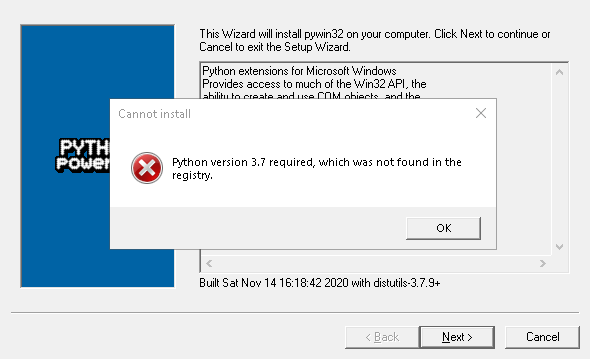 This Wizard will install pywin32 on your computer. Click Next to continue or
Cancel to exit the Setup Wizard.
Python extensions for Microsoft Windows
Provides access to much of the Win32 API, the
ability to create and use COM objects, and the
Cannot install
PYTH
Power
Python version 3.7 required, which was not found in the
registry.
OK
Built Sat Nov 14 16:18:42 2020 with distutils-3.7.9+
< Back
Next >
Cancel